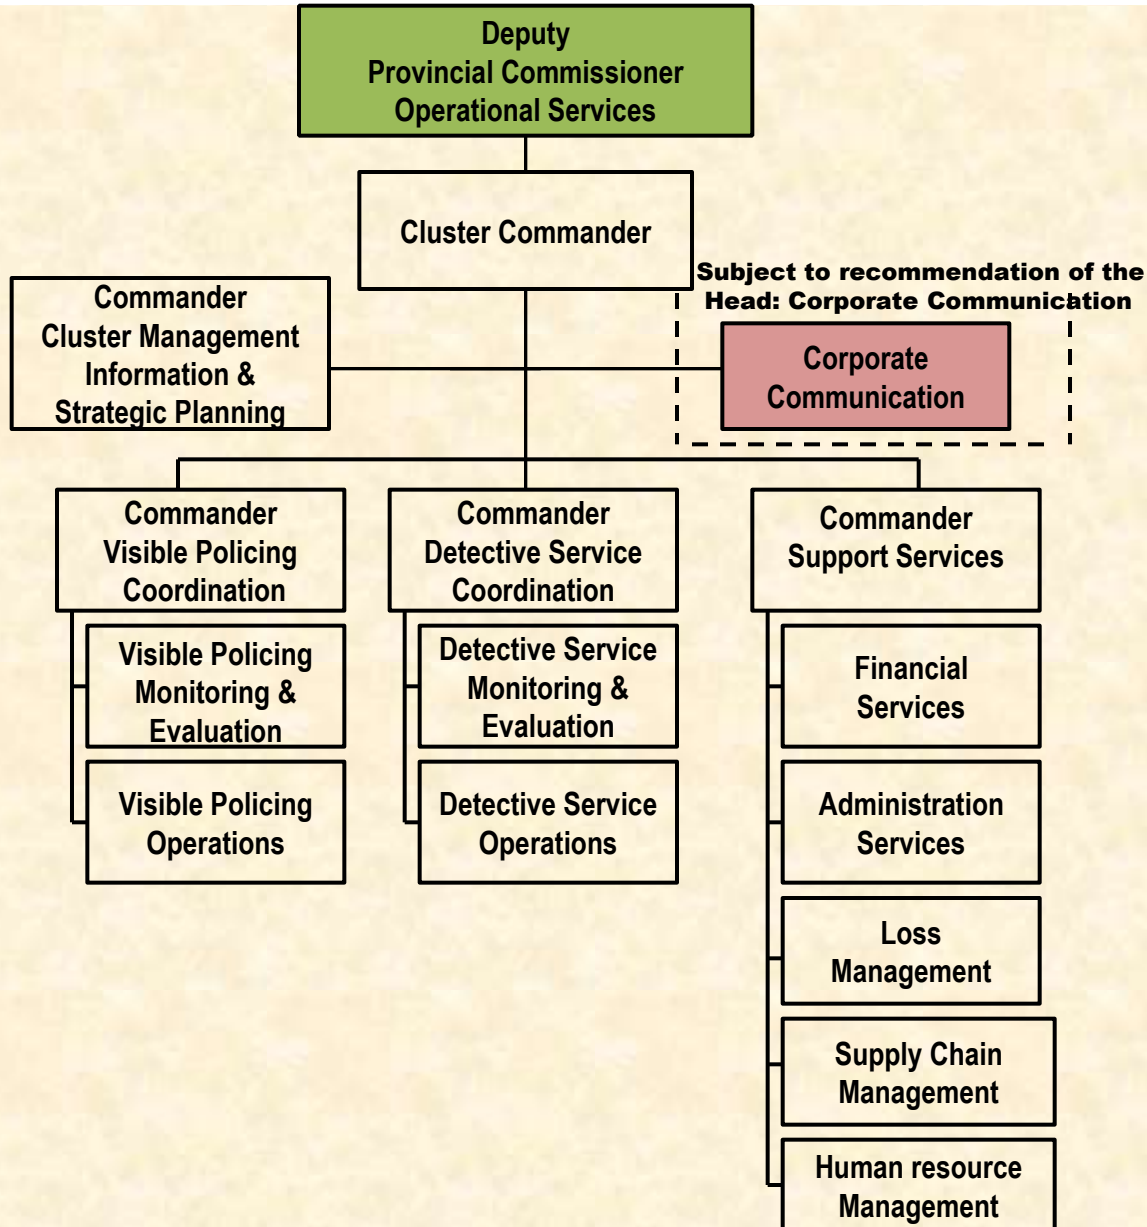 Deputy
Provincial Commissioner
Operational Services
Cluster Commander
Subject to recommendation of the
Head: Corporate Communication
Commander
Cluster Management
Information &
Strategic Planning
Corporate
Communication
Commander
Visible Policing
Coordination
Commander
Detective Service
Coordination
Commander
Support Services
Visible Policing
Monitoring &
Evaluation
Detective Service
Monitoring &
Evaluation
Financial
Services
Visible Policing
Operations
Detective Service
Operations
Administration
Services
Loss
Management
Supply Chain
Management
Human resource
Management